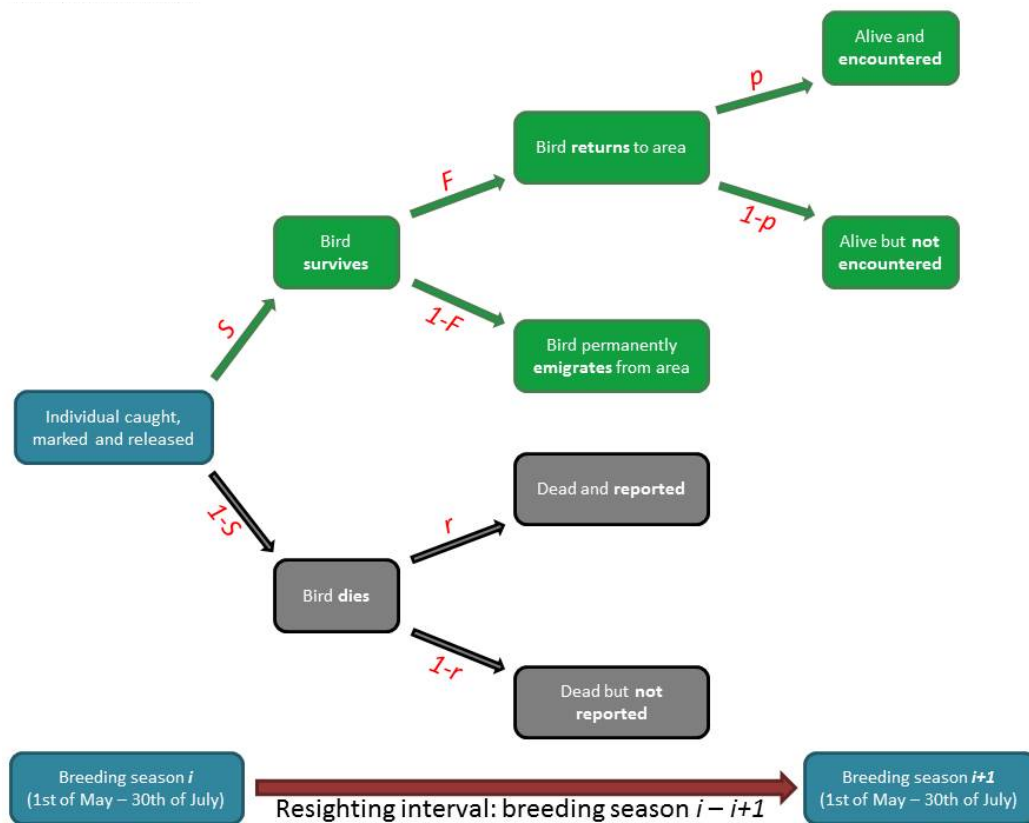 Alive and
encountered
p
Bird returns to area
F
1-p
Bird
survives
Alive but not
encountered
S
1-F
Bird permanently
emigrates from area
Individual caught,
marked and released
Dead and reported
1-S
r
Bird dies
1-r
Dead but not
reported
Breeding season i
(1st of May – 30th of July)
Resighting interval: breeding season i – i+1
Breeding season i+1
(1st of May – 30th of July)